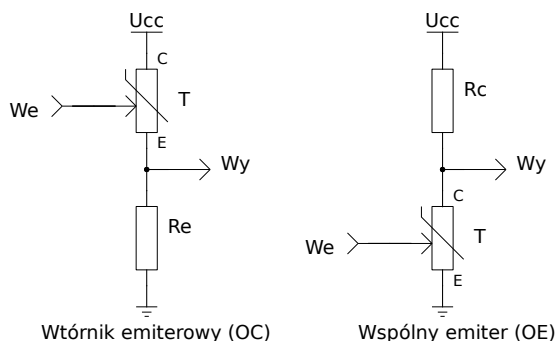 Ucc
C
We
T
E
Wy
Re
Wtórnik emiterowy (OC)
Ucc
Rc
Wy
C
We
T
E
Wspólny emiter (OE)